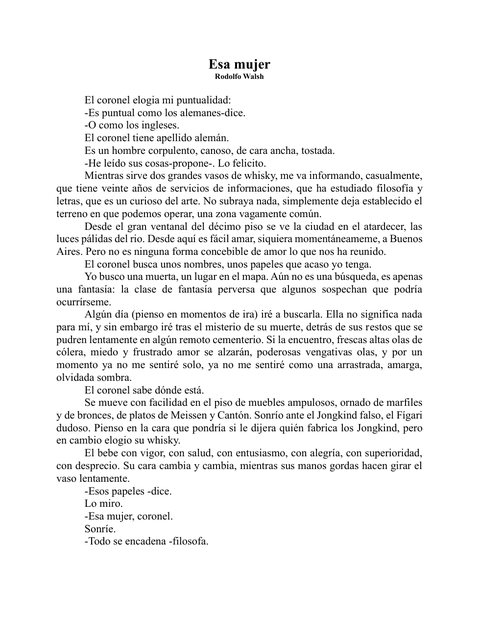 Esa mujer
Rodolfo Walsh
El coronel elogia mi puntualidad:
-Es puntual como los alemanes-dice.
-O como los ingleses.
El coronel tiene apellido alemán.
Es un hombre corpulento, canoso, de cara ancha, tostada.
-He leído sus cosas-propone-. Lo felicito.
Mientras sirve dos grandes vasos de whisky, me va informando, casualmente,
que tiene veinte años de servicios de informaciones, que ha estudiado filosofía y
letras, que es un curioso del arte. No subraya nada, simplemente deja establecido el
terreno en que podemos operar, una zona vagamente común.
Desde el gran ventanal del décimo piso se ve la ciudad en el atardecer, las
luces pálidas del río. Desde aquí es fácil amar, siquiera momentáneameme, a Buenos
Aires. Pero no es ninguna forma concebible de amor lo que nos ha reunido.
El coronel busca unos nombres, unos papeles que acaso yo tenga.
Yo busco una muerta, un lugar en el mapa. Aún no es una búsqueda, es apenas
una fantasía: la clase de fantasía perversa que algunos sospechan que podría
ocurrírseme.
Algún día (pienso en momentos de ira) iré a buscarla. Ella no significa nada
para mí, y sin embargo iré tras el misterio de su muerte, detrás de sus restos que se
pudren lentamente en algún remoto cementerio. Si la encuentro, frescas altas olas de
cólera, miedo y frustrado amor se alzarán, poderosas vengativas olas, y por un
momento ya no me sentiré solo, ya no me sentiré como una arrastrada, amarga,
olvidada sombra.
El coronel sabe dónde está.
Se mueve con facilidad en el piso de muebles ampulosos, ornado de marfiles
y de bronces, de platos de Meissen y Cantón. Sonrío ante el Jongkind falso, el Fígari
dudoso. Pienso en la cara que pondría si le dijera quién fabrica los Jongkind, pero
en cambio elogio su whisky.
El bebe con vigor, con salud, con entusiasmo, con alegría, con superioridad,
con desprecio. Su cara cambia y cambia, mientras sus manos gordas hacen girar el
vaso lentamente.
-Esos papeles -dice.
Lo miro.
-Esa mujer, coronel.
Sonríe.
-Todo se encadena -filosofa.